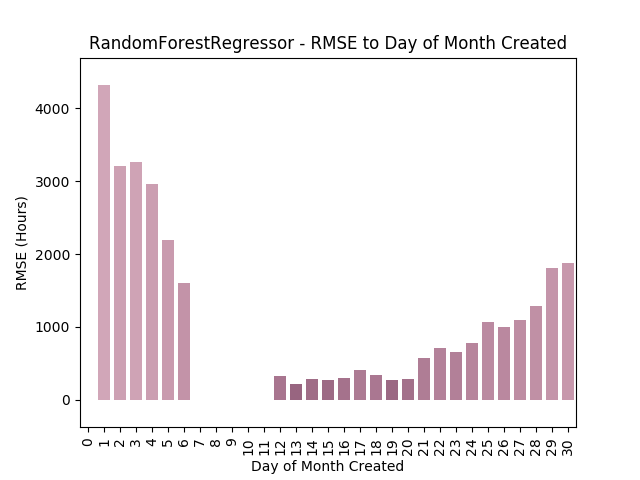 RandomForestRegressor - RMSE to Day of Month Created
RMSE (Hours)
4000
3000
2000
1000
0
0 1 2 3 4 5 6 7 8 9 10 11 12 13 14 15 16 17 18 19 20 21 22 23 24 25 26 27 28 29 30
Day of Month Created